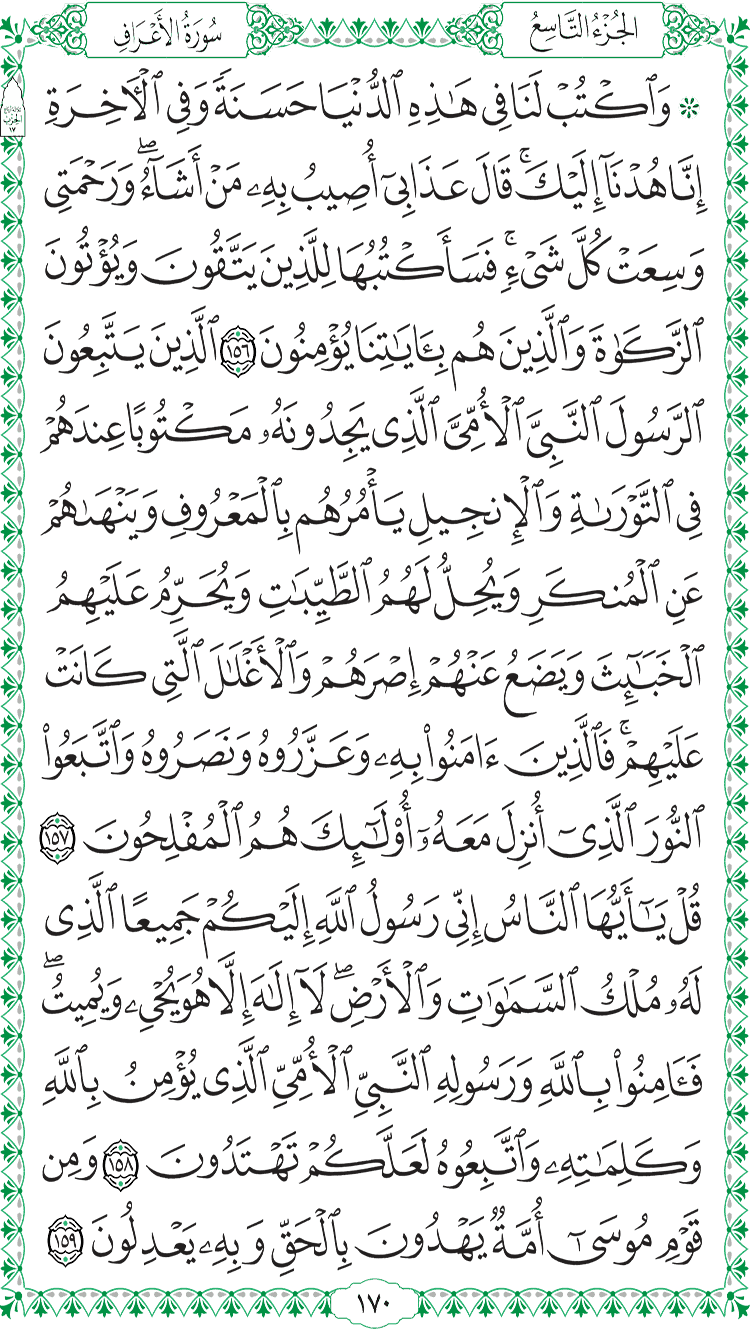 سُورَةُ الأَعْرَافِ
الجُزْءُ التَّاسِعُ
۞ وَٱكْتُبْ لَنَا فِي هَٰذِهِ ٱلدُّنْيَا حَسَنَةً وَفِي ٱلْأَخِرَةِ
إِنَّا هُدْنَآ إِلَيْكَۚ قَالَ عَذَابِيٓ أُصِيبُ بِهِۦ مَنْ أَشَآءُۖ وَرَحْمَتِي
وَسِعَتْ كُلَّ شَيْءٍۚ فَسَأَكْتُبُهَا لِلَّذِينَ يَتَّقُونَ وَيُؤْتُونَ
ٱلزَّكَوٰةَ وَٱلَّذِينَ هُم بِـَٔايَٰتِنَا يُؤْمِنُونَ ١٥٦ ٱلَّذِينَ يَتَّبِعُونَ
ٱلرَّسُولَ ٱلنَّبِيَّ ٱلْأُمِّيَّ ٱلَّذِي يَجِدُونَهُۥ مَكْتُوبًا عِندَهُمْ
فِي ٱلتَّوْرَىٰةِ وَٱلْإِنجِيلِ يَأْمُرُهُم بِٱلْمَعْرُوفِ وَيَنْهَىٰهُمْ
عَنِ ٱلْمُنكَرِ وَيُحِلُّ لَهُمُ ٱلطَّيِّبَٰتِ وَيُحَرِّمُ عَلَيْهِمُ
ٱلْخَبَٰٓئِثَ وَيَضَعُ عَنْهُمْ إِصْرَهُمْ وَٱلْأَغْلَٰلَ ٱلَّتِي كَانَتْ
عَلَيْهِمْۚ فَٱلَّذِينَ ءَامَنُوا۟ بِهِۦ وَعَزَّرُوهُ وَنَصَرُوهُ وَٱتَّبَعُوا۟
ٱلنُّورَ ٱلَّذِيٓ أُنزِلَ مَعَهُۥٓ أُو۟لَٰٓئِكَ هُمُ ٱلْمُفْلِحُونَ ١٥٧
قُلْ يَٰٓأَيُّهَا ٱلنَّاسُ إِنِّي رَسُولُ ٱللَّهِ إِلَيْكُمْ جَمِيعًا ٱلَّذِي
لَهُۥ مُلْكُ ٱلسَّمَٰوَٰتِ وَٱلْأَرْضِۖ لَآ إِلَٰهَ إِلَّا هُوَ يُحْيِۦ وَيُمِيتُۖ
فَـَٔامِنُوا۟ بِٱللَّهِ وَرَسُولِهِ ٱلنَّبِيِّ ٱلْأُمِّيِّ ٱلَّذِي يُؤْمِنُ بِٱللَّهِ
وَكَلِمَٰتِهِۦ وَٱتَّبِعُوهُ لَعَلَّكُمْ تَهْتَدُونَ ١٥٨ وَمِن
قَوْمِ مُوسَىٰٓ أُمَّةٌ يَهْدُونَ بِٱلْحَقِّ وَبِهِۦ يَعْدِلُونَ ١٥٩
١٧٠